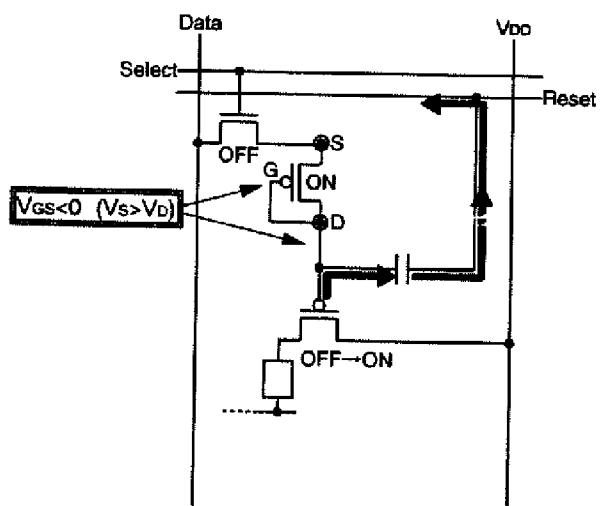 Data
VDD
Select
Reset
OFF
S
G
ON
VGS<0 (VS>VD)
D
OFF→ON